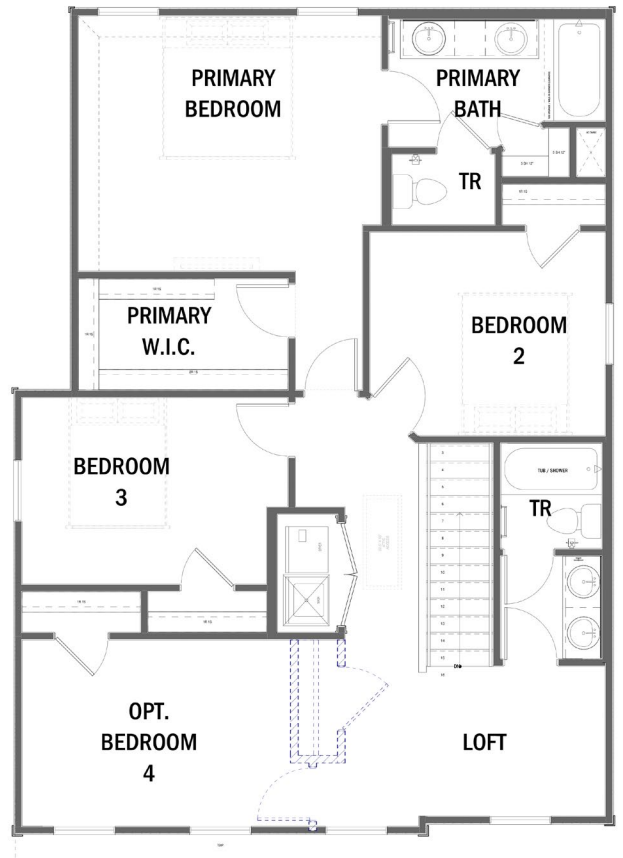 PRIMARY
BEDROOM
PRIMARY
BATH
TR
PRIMARY
W.I.C.
BEDROOM
2
BEDROOM
3
TUB / SHOWER
TR
OPT.
BEDROOM
4
LOFT